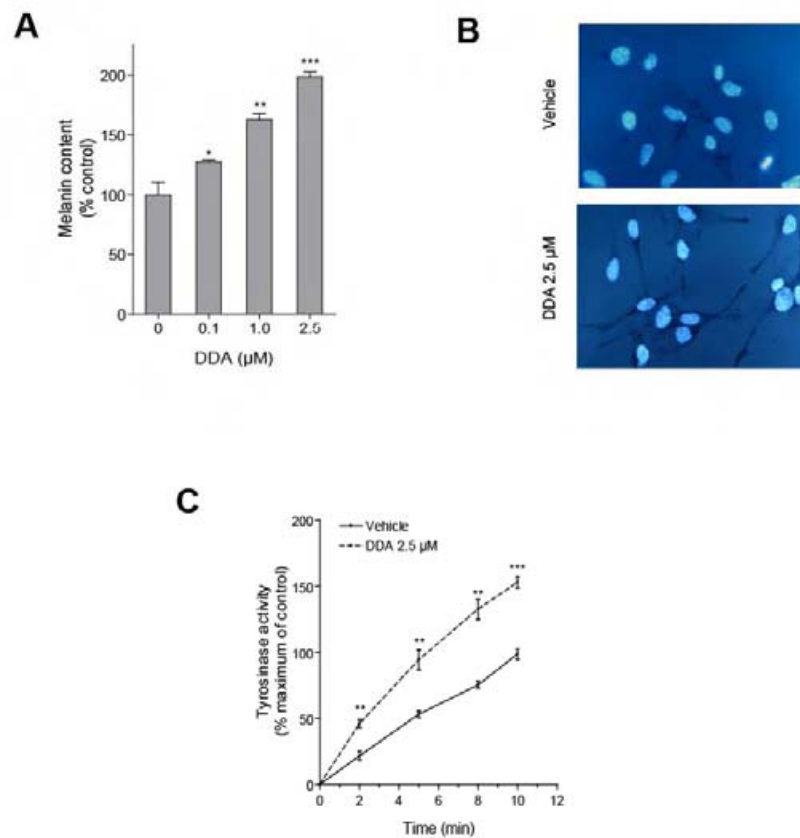 A
Melanin content
(% control)
200
150
100
50
0
*
**
***
0 0.1 1.0 2.5
DDA (µM)
B
Vehicle
DDA 2.5 µM
C
Vehicle
DDA 2.5 µM
Tyrosinase activity
(% maximum of control)
200
150
100
50
0
**
**
**
***
0 2 4 6 8 10 12
Time (min)